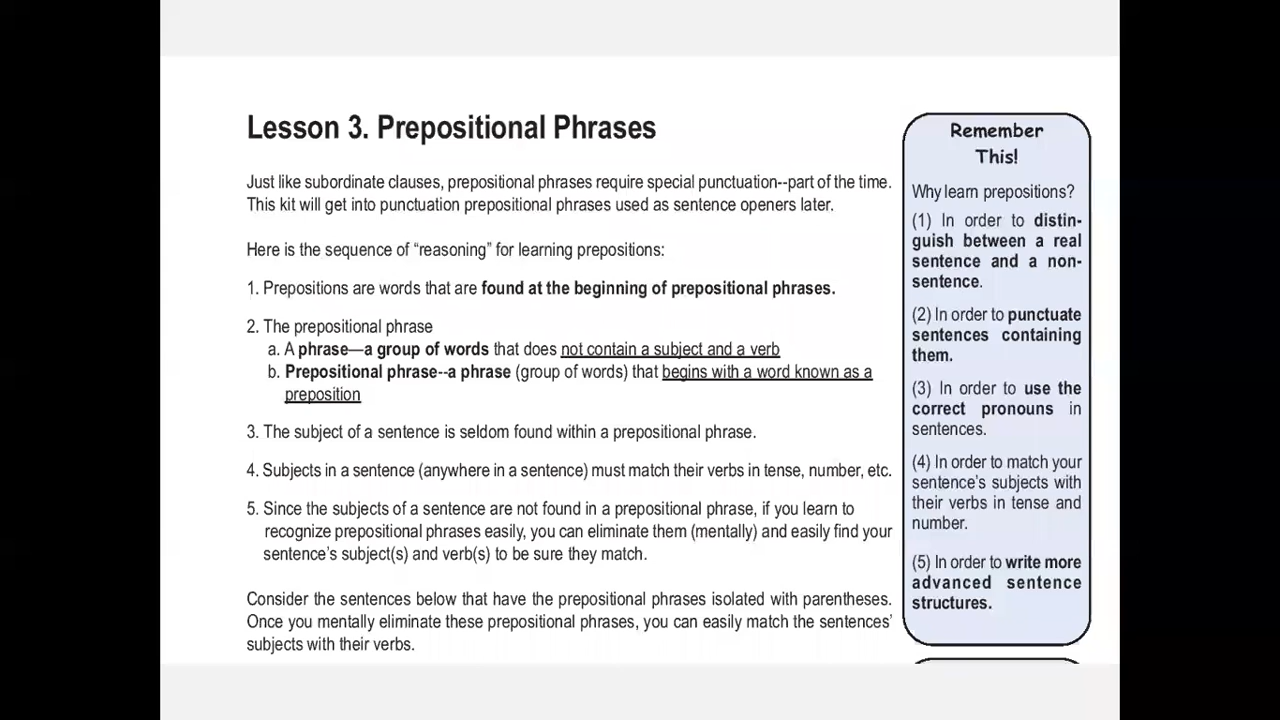 Lesson 3. Prepositional Phrases
Just like subordinate clauses, prepositional phrases require special punctuation--part of the time.
This kit will get into punctuation prepositional phrases used as sentence openers later.
Here is the sequence of “reasoning” for learning prepositions:
1. Prepositions are words that are found at the beginning of prepositional phrases.
2. The prepositional phrase
a. A phrase—a group of words that does not contain a subject and a verb
b. Prepositional phrase--a phrase (group of words) that begins with a word known as a
preposition
3. The subject of a sentence is seldom found within a prepositional phrase.
4. Subjects in a sentence (anywhere in a sentence) must match their verbs in tense, number, etc.
5. Since the subjects of a sentence are not found in a prepositional phrase, if you learn to
recognize prepositional phrases easily, you can eliminate them (mentally) and easily find your
sentence’s subject(s) and verb(s) to be sure they match.
Consider the sentences below that have the prepositional phrases isolated with parentheses.
Once you mentally eliminate these prepositional phrases, you can easily match the sentences’
subjects with their verbs.
Remember
This!
Why learn prepositions?
(1) In order to distin-
guish between a real
sentence and a non-
sentence.
(2) In order to punctuate
sentences containing
them.
(3) In order to use the
correct pronouns in
sentences.
(4) In order to match your
sentence’s subjects with
their verbs in tense and
number.
(5) In order to write more
advanced sentence
structures.